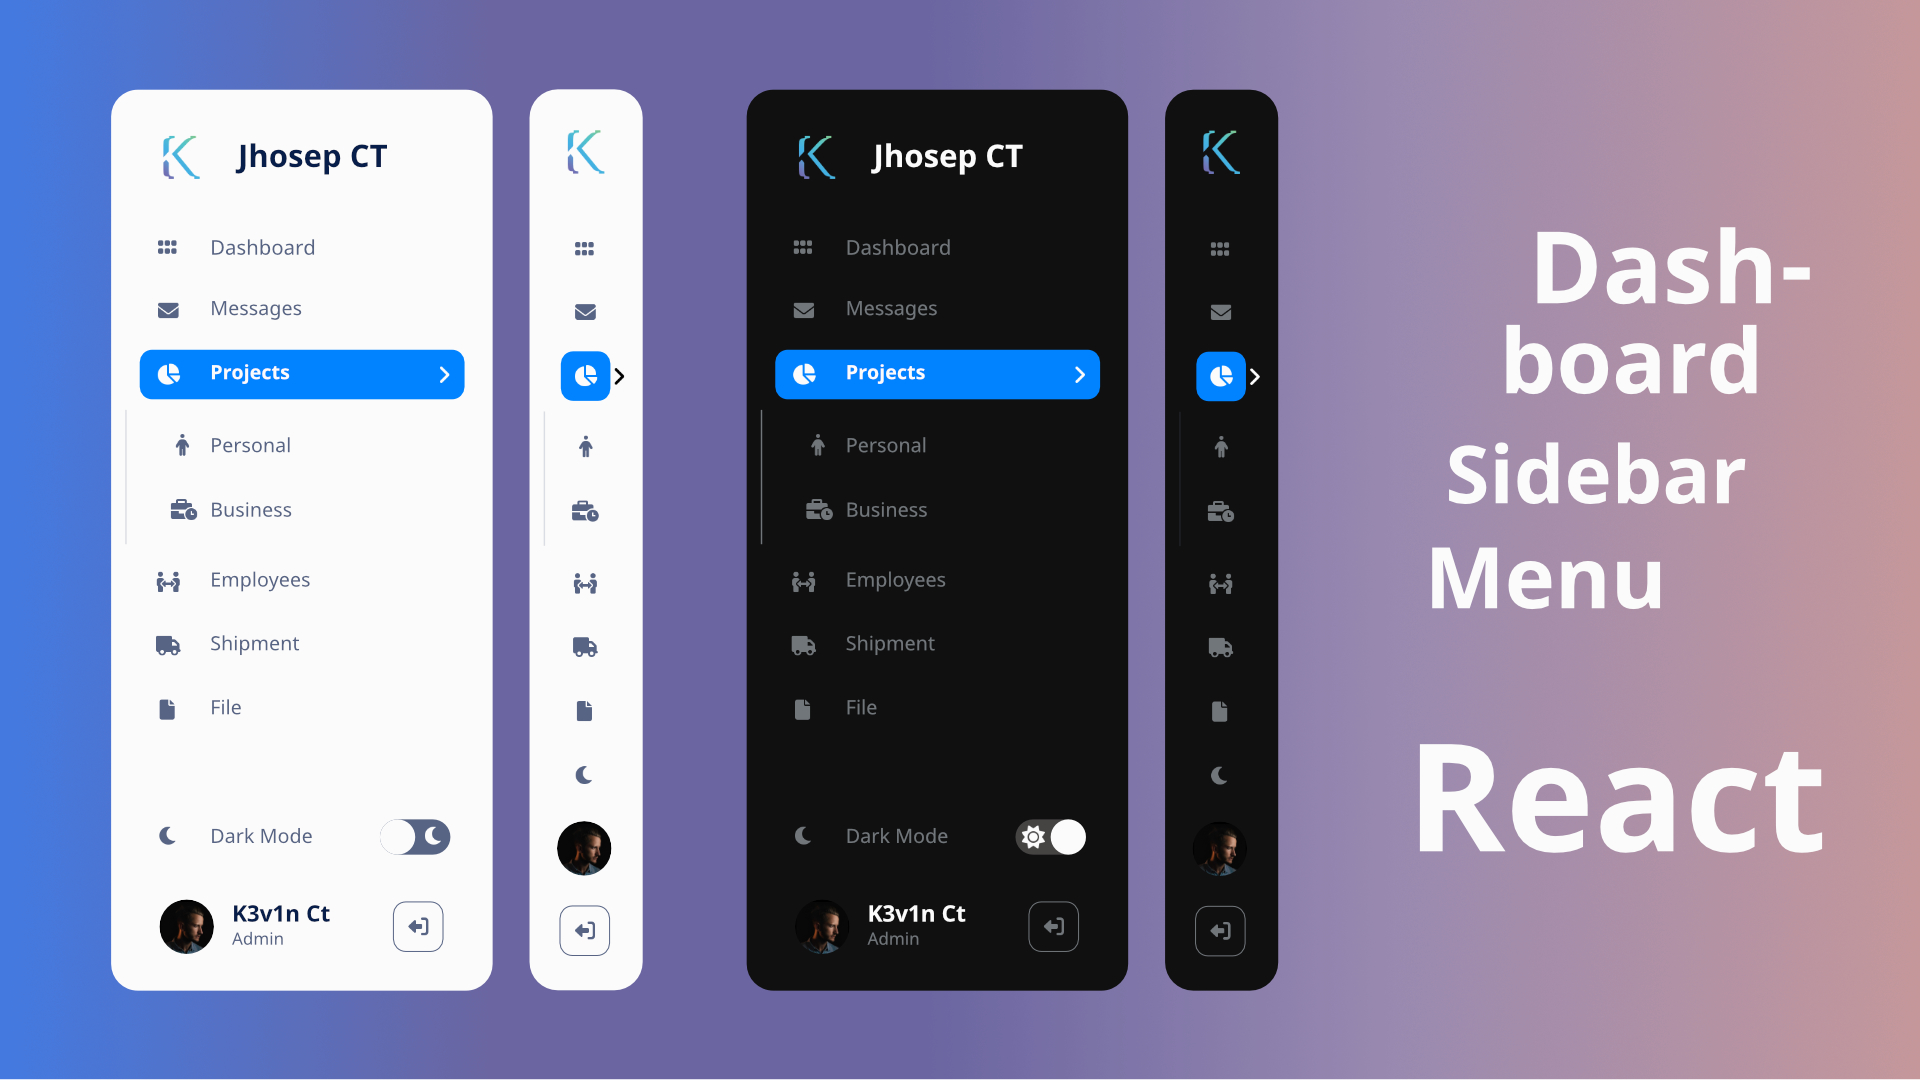 Jhosep CT
Dashboard
Messages
Projects
Personal
Business
Employees
Shipment
File
Dark Mode
K3v1n Ct
Admin
Jhosep CT
Dashboard
Messages
Projects
Personal
Business
Employees
Shipment
File
Dark Mode
K3v1n Ct
Admin
Dash-
board
Sidebar
Menu
React